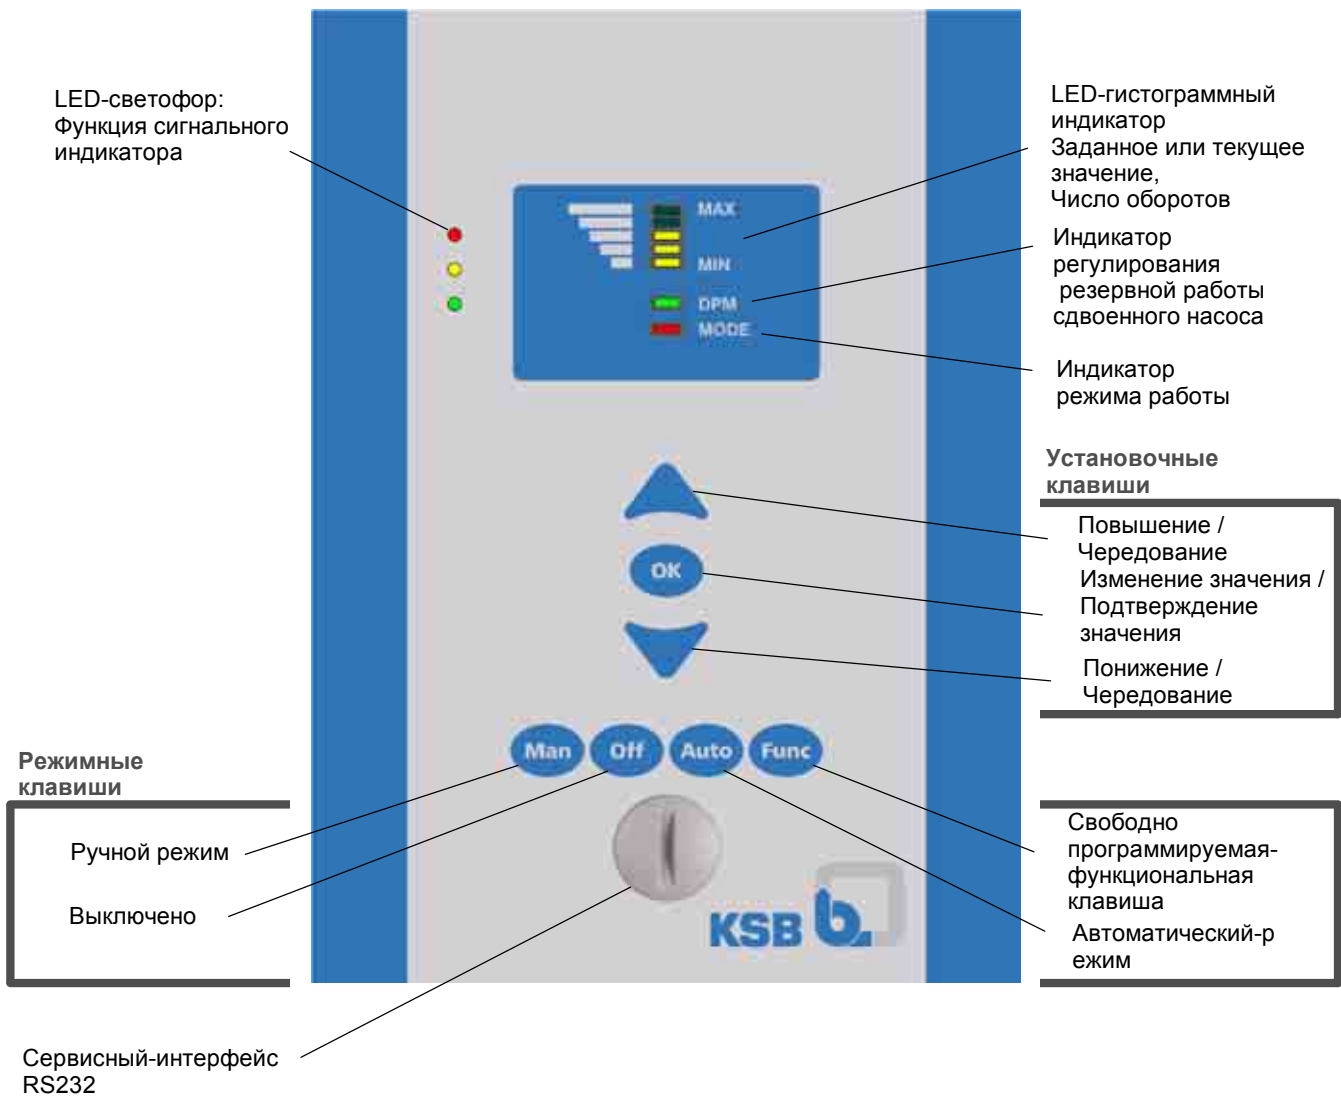 LED-светофор:
Функция сигнального
индикатора
LED-гистограммный
индикатор
Заданное или текущее
значение,
Число оборотов
Индикатор
регулирования
резервной работы
сдвоенного насоса
Индикатор
режима работы
MAX
MIN
DPM
MODE
Установочные
клавиши
Повышение /
Чередование
Изменение значения /
Подтверждение
значения
Понижение /
Чередование
OK
Man
Off
Auto
Func
Режимные
клавиши
Ручной режим
Выключено
Свободно
программируемая-
функциональная
клавиша
Автоматический-р
ежим
KSB b.
Сервисный-интерфейс
RS232